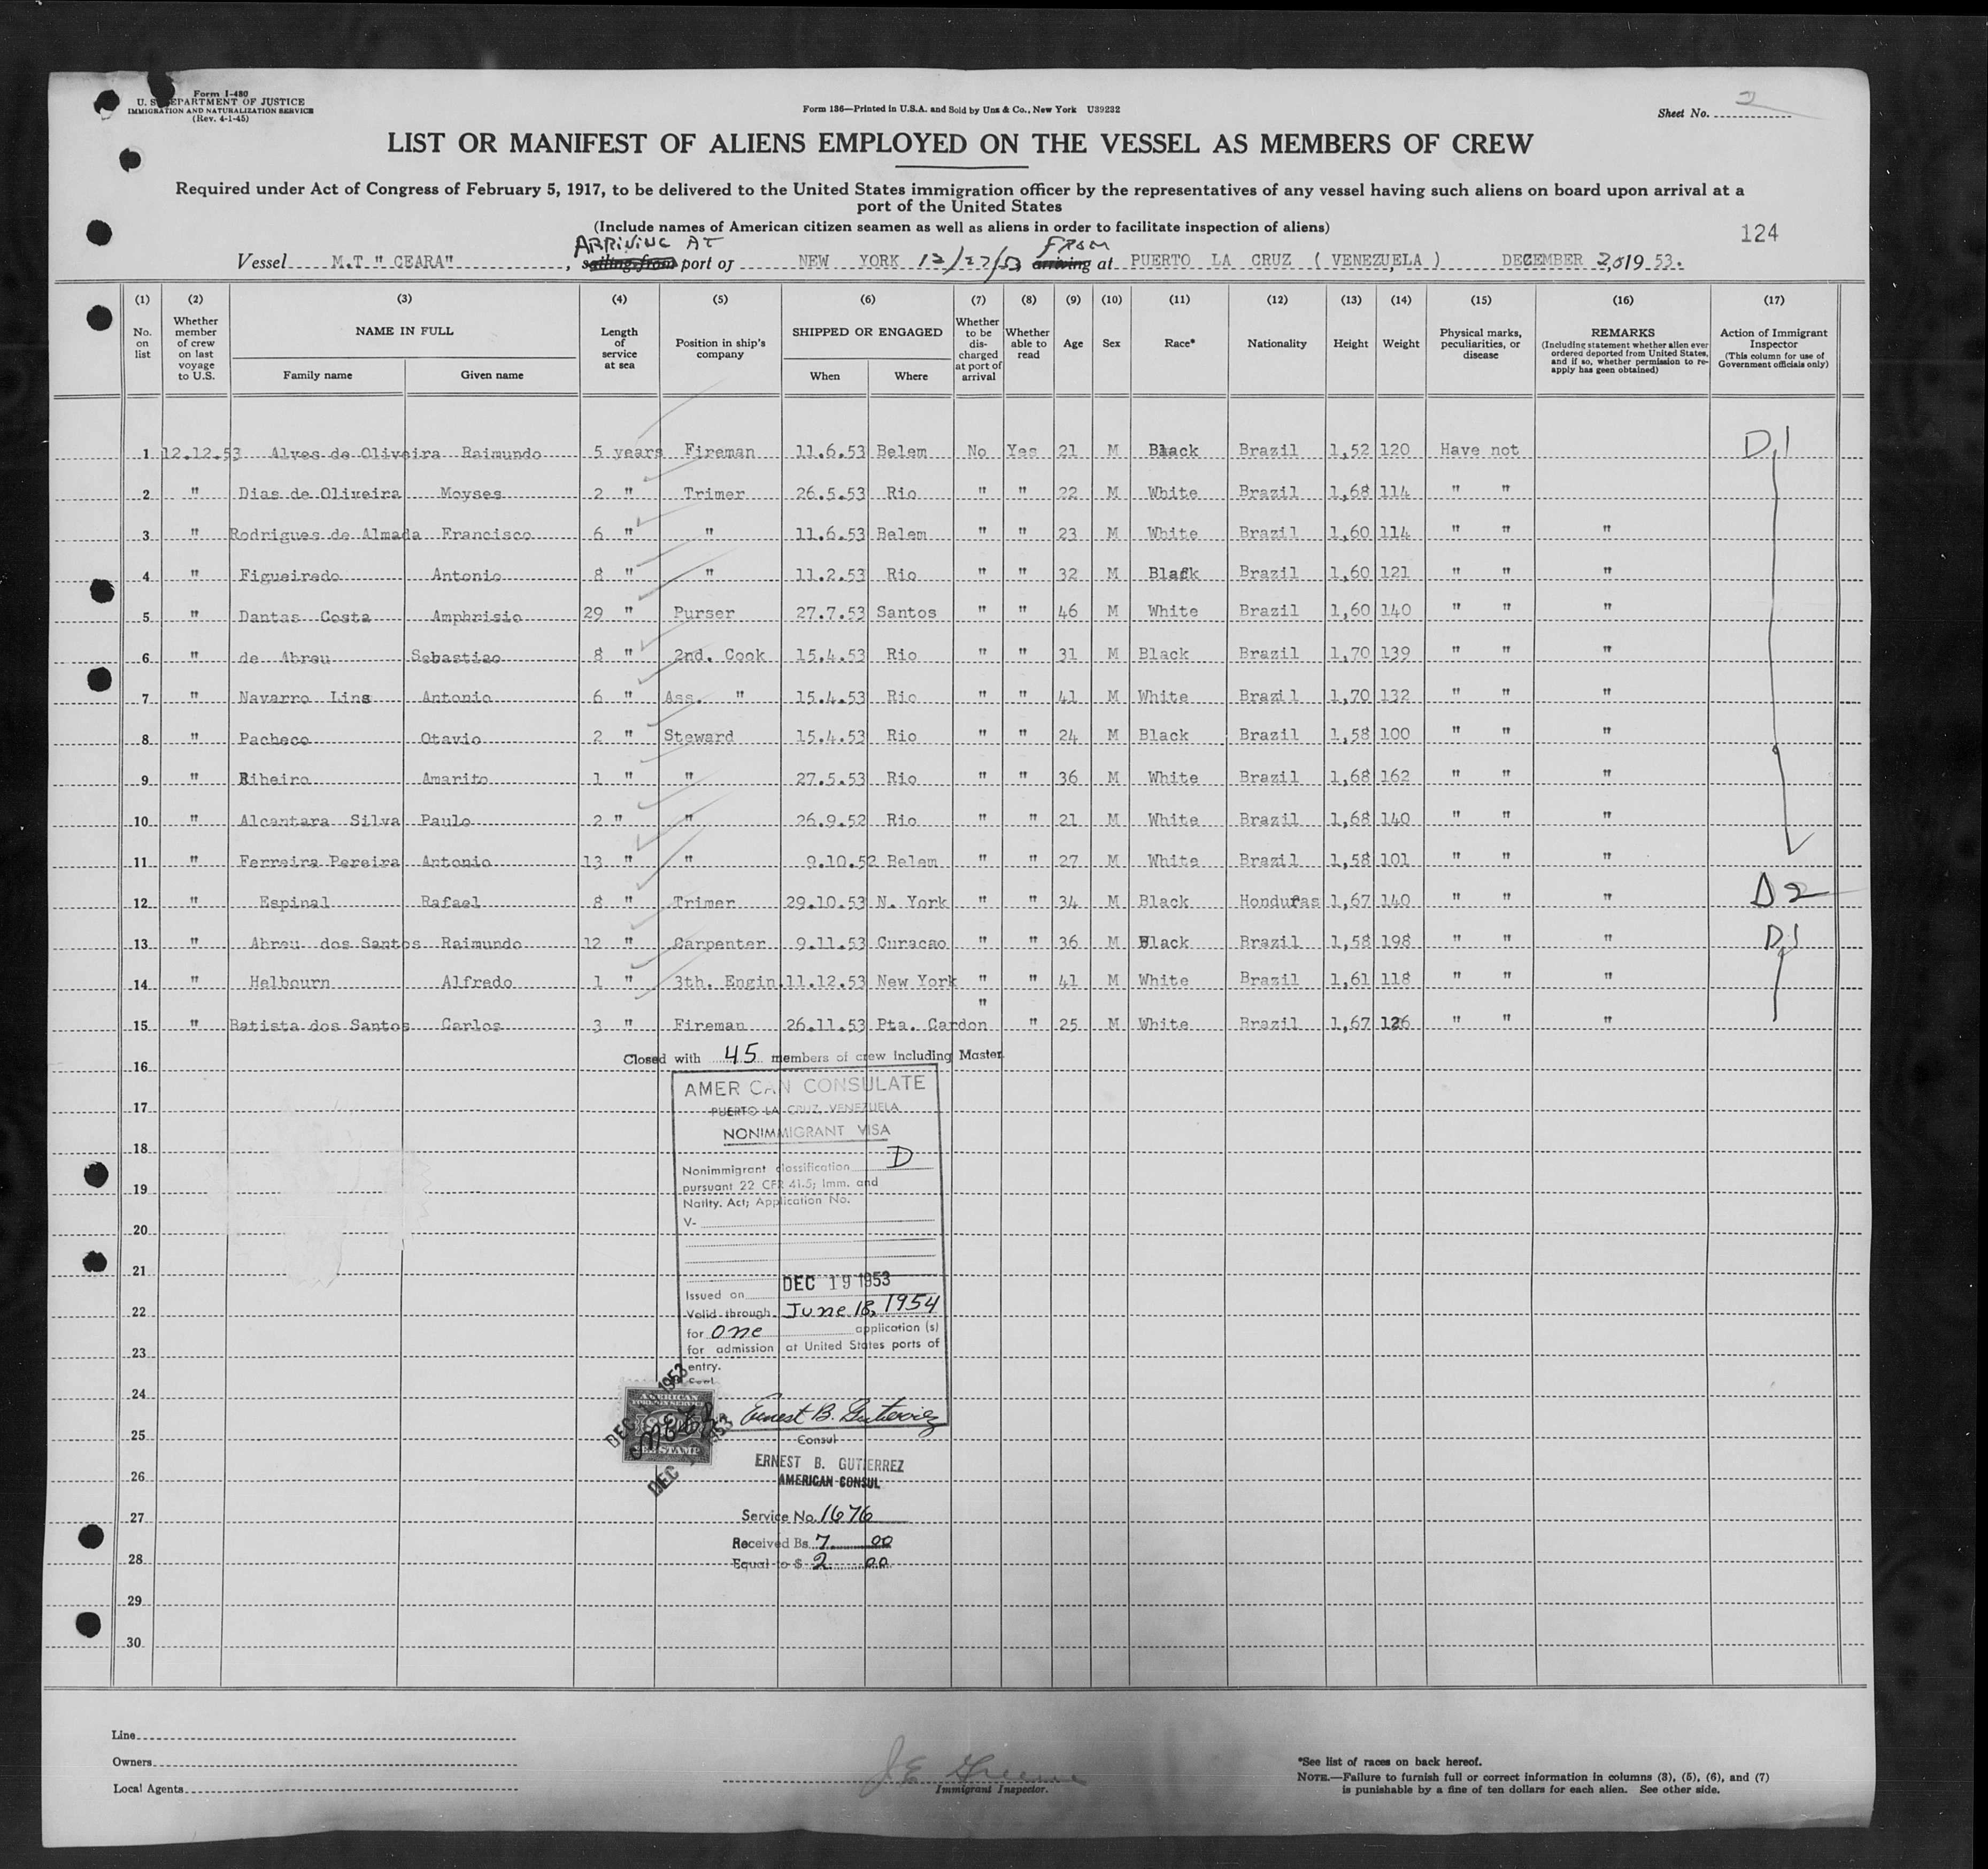 Form I-480
U. S. DEPARTMENT OF JUSTICE
IMMIGRATION AND NATURALIZATION SERVICE
(Rev. 4-1-45)
Form 136—Printed in U.S.A. and Sold by Unz & Co., New York U39232
Sheet No. 2
LIST OR MANIFEST OF ALIENS EMPLOYED ON THE VESSEL AS MEMBERS OF CREW
Required under Act of Congress of February 5, 1917, to be delivered to the United States immigration officer by the representatives of any vessel having such aliens on board upon arrival at a
port of the United States
(Include names of American citizen seamen as well as aliens in order to facilitate inspection of aliens)
124
ARRIVING AT FROM
Vessel M.T " CEARA" , sailing from port of NEW YORK 12/27/53 arriving at PUERTO LA CRUZ ( VENEZUELA ) DECEMBER 2,019 53.
(1) (2) (3) (4) (5) (6) (7) (8) (9) (10) (11) (12) (13) (14) (15) (16) (17)
No. on list
Whether member of crew on last voyage to U.S.
NAME IN FULL
Family name Given name
Length of service at sea
Position in ship's company
SHIPPED OR ENGAGED
When Where
Whether to be discharged at port of arrival
Whether able to read
Age
Sex
Race*
Nationality
Height
Weight
Physical marks, peculiarities, or disease
REMARKS
(Including statement whether alien ever ordered deported from United States, and if so, whether permission to re-apply has geen obtained)
Action of Immigrant Inspector
(This column for use of Government officials only)
1 12.12.53 Alves de Oliveira Raimundo 5 years Fireman 11.6.53 Belem No Yes 21 M Black Brazil 1,52 120 Have not D1
2 " Dias de Oliveira Moyses 2 " Trimer 26.5.53 Rio " " 22 M White Brazil 1,68 114 " "
3 " Rodrigues de Almada Francisco 6 " " 11.6.53 Belem " " 23 M White Brazil 1,60 114 " " "
4 " Figueiredo Antonio 8 " " 11.2.53 Rio " " 32 M Black Brazil 1,60 121 " " "
5 " Dantas Costa Amphrisio 29 " Purser 27.7.53 Santos " " 46 M White Brazil 1,60 140 " " "
6 " de Abreu Sebastiao 8 " 2nd. Cook 15.4.53 Rio " " 31 M Black Brazil 1,70 139 " " "
7 " Navarro Lins Antonio 6 " Ass. " 15.4.53 Rio " " 41 M White Brazil 1,70 132 " " "
8 " Pacheco Otavio 2 " Steward 15.4.53 Rio " " 24 M Black Brazil 1,58 100 " " "
9 " Ribeiro Amarito 1 " " 27.5.53 Rio " " 36 M White Brazil 1,68 162 " " "
10 " Alcantara Silva Paulo 2 " " 26.9.52 Rio " " 21 M White Brazil 1,68 140 " " "
11 " Ferreira Pereira Antonio 13 " " 9.10.52 Belem " " 27 M White Brazil 1,58 101 " " "
12 " Espinal Rafael 8 " Trimer 29.10.53 N. York " " 34 M Black Honduras 1,67 140 " " " D 2
13 " Abreu dos Santos Raimundo 12 " Carpenter 9.11.53 Curacao " " 36 M Black Brazil 1,58 198 " " " D1
14 " Helbourn Alfredo 1 " 3th. Engin 11.12.53 New York " " 41 M White Brazil 1,61 118 " " "
15 " Batista dos Santos Carlos 3 " Fireman 26.11.53 Pta. Cardon " " 25 M White Brazil 1,67 126 " " "
Closed with 45 members of crew including Master
16
17
18
19
20
21
22
23
24
25
26
27
28
29
30
AMERICAN CONSULATE
PUERTO LA CRUZ, VENEZUELA
NONIMMIGRANT VISA
Nonimmigrant classification D
pursuant 22 CFR 41.5; Imm. and
Natlty. Act; Application No.
V-
Issued on DEC 19 1953
Valid through June 18, 1954
for one application (s)
for admission at United States ports of
entry.
AMERICAN
FOREIGN SERVICE
FEE STAMP
Ernest B. Gutierrez
Consul
ERNEST B. GUTIERREZ
AMERICAN CONSUL
Service No. 1676
Received Bs. 7 00
Equal to $ 2 00
Line
Owners
Local Agents
J E Greene
Immigrant Inspector.
*See list of races on back hereof.
NOTE.—Failure to furnish full or correct information in columns (3), (5), (6), and (7)
is punishable by a fine of ten dollars for each alien. See other side.